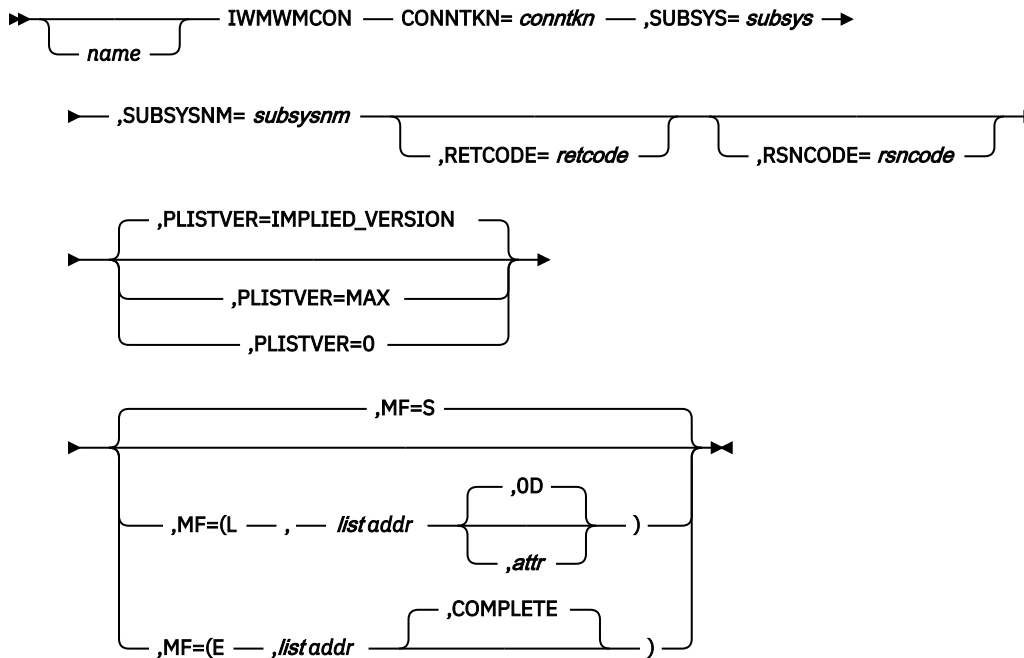 IWMWMCON CONNTKN= conntkn ,SUBSYS= subsys
name
,SUBSYSNM= subsysnm
,RETCODE= retcode ,RSNCODE= rsncode
,PLISTVER=IMPLIED_VERSION
,PLISTVER=MAX
,PLISTVER=0
,MF=S
,0D
,MF=(L , list addr )
,attr
,COMPLETE
,MF=(E ,list addr )